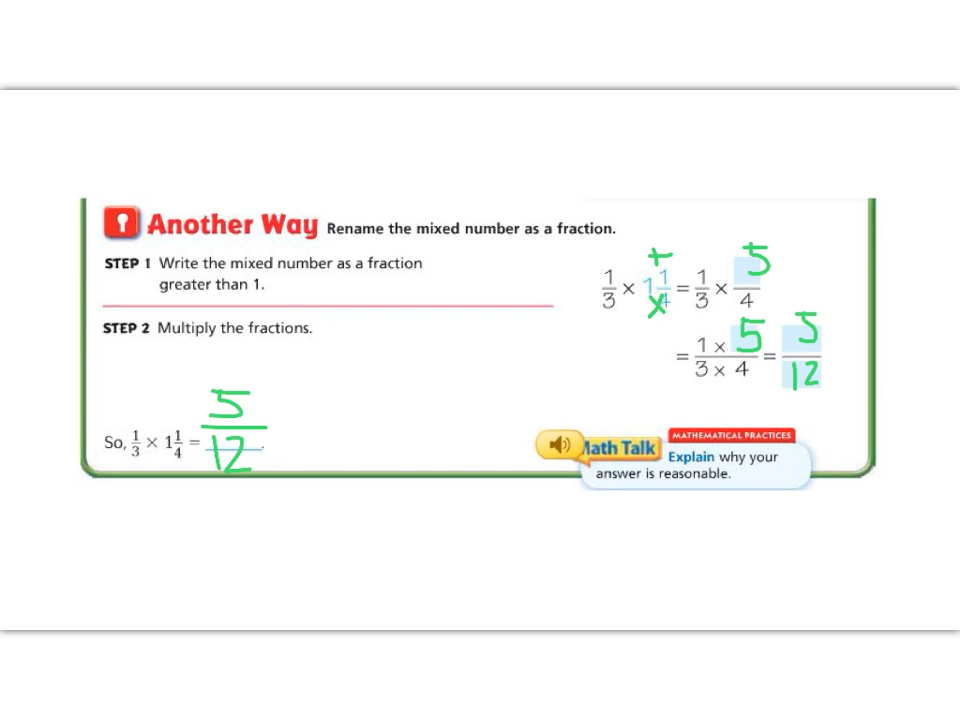 Another Way Rename the mixed number as a fraction.
STEP 1 Write the mixed number as a fraction
greater than 1.
+
1/3 × 1 1/4 = 1/3 × 5/4
×
STEP 2 Multiply the fractions.
= 1 × 5 / 3 × 4 = 5/12
So, 1/3 × 1 1/4 = 5/12.
Math Talk
MATHEMATICAL PRACTICES
Explain why your
answer is reasonable.